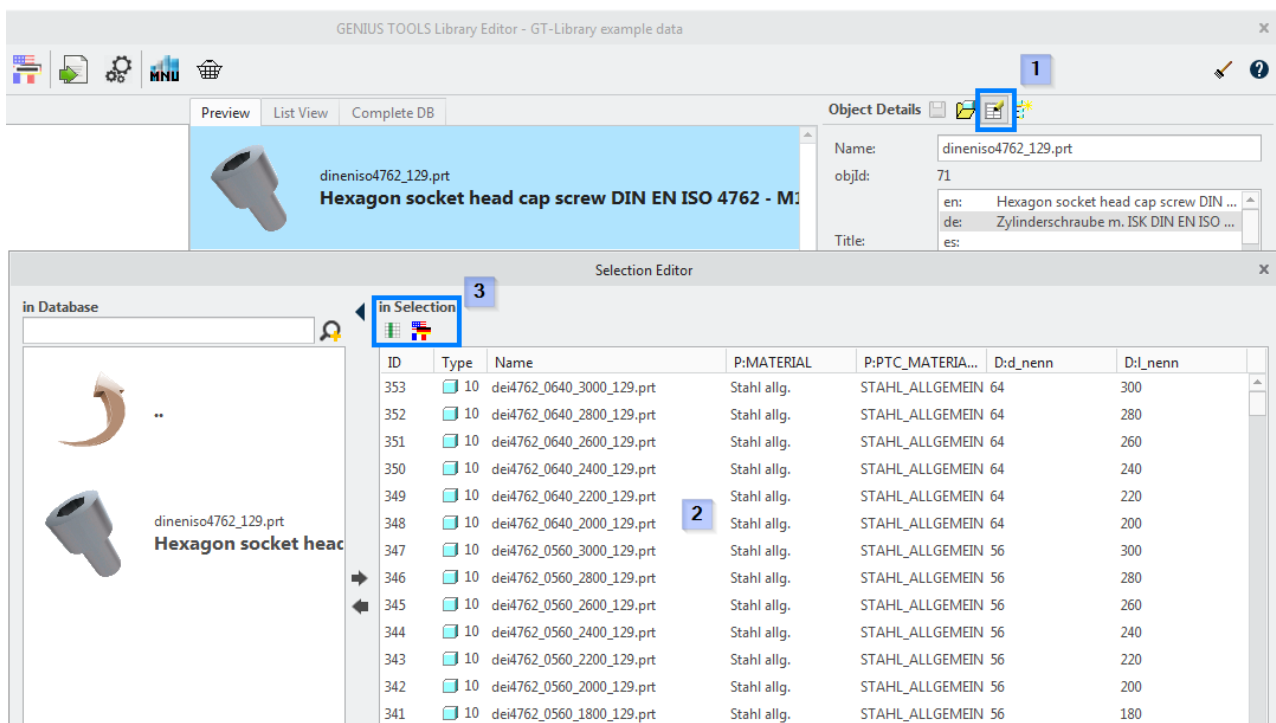 GENIUS TOOLS Library Editor - GT-Library example data x
MNU
1
?
Preview List View Complete DB
Object Details
dineniso4762_129.prt
Hexagon socket head cap screw DIN EN ISO 4762 - M1
Name: dineniso4762_129.prt
objId: 71
en: Hexagon socket head cap screw DIN ...
de: Zylinderschraube m. ISK DIN EN ISO ...
Title: es:
Selection Editor x
in Database
in Selection
3
..
dineniso4762_129.prt
Hexagon socket head
ID Type Name P:MATERIAL P:PTC_MATERIA... D:d_nenn D:l_nenn
353 10 dei4762_0640_3000_129.prt Stahl allg. STAHL_ALLGEMEIN 64 300
352 10 dei4762_0640_2800_129.prt Stahl allg. STAHL_ALLGEMEIN 64 280
351 10 dei4762_0640_2600_129.prt Stahl allg. STAHL_ALLGEMEIN 64 260
350 10 dei4762_0640_2400_129.prt Stahl allg. STAHL_ALLGEMEIN 64 240
349 10 dei4762_0640_2200_129.prt Stahl allg. STAHL_ALLGEMEIN 64 220
348 10 dei4762_0640_2000_129.prt Stahl allg. STAHL_ALLGEMEIN 64 200
2
347 10 dei4762_0560_3000_129.prt Stahl allg. STAHL_ALLGEMEIN 56 300
346 10 dei4762_0560_2800_129.prt Stahl allg. STAHL_ALLGEMEIN 56 280
345 10 dei4762_0560_2600_129.prt Stahl allg. STAHL_ALLGEMEIN 56 260
344 10 dei4762_0560_2400_129.prt Stahl allg. STAHL_ALLGEMEIN 56 240
343 10 dei4762_0560_2200_129.prt Stahl allg. STAHL_ALLGEMEIN 56 220
342 10 dei4762_0560_2000_129.prt Stahl allg. STAHL_ALLGEMEIN 56 200
341 10 dei4762_0560_1800_129.prt Stahl allg. STAHL_ALLGEMEIN 56 180